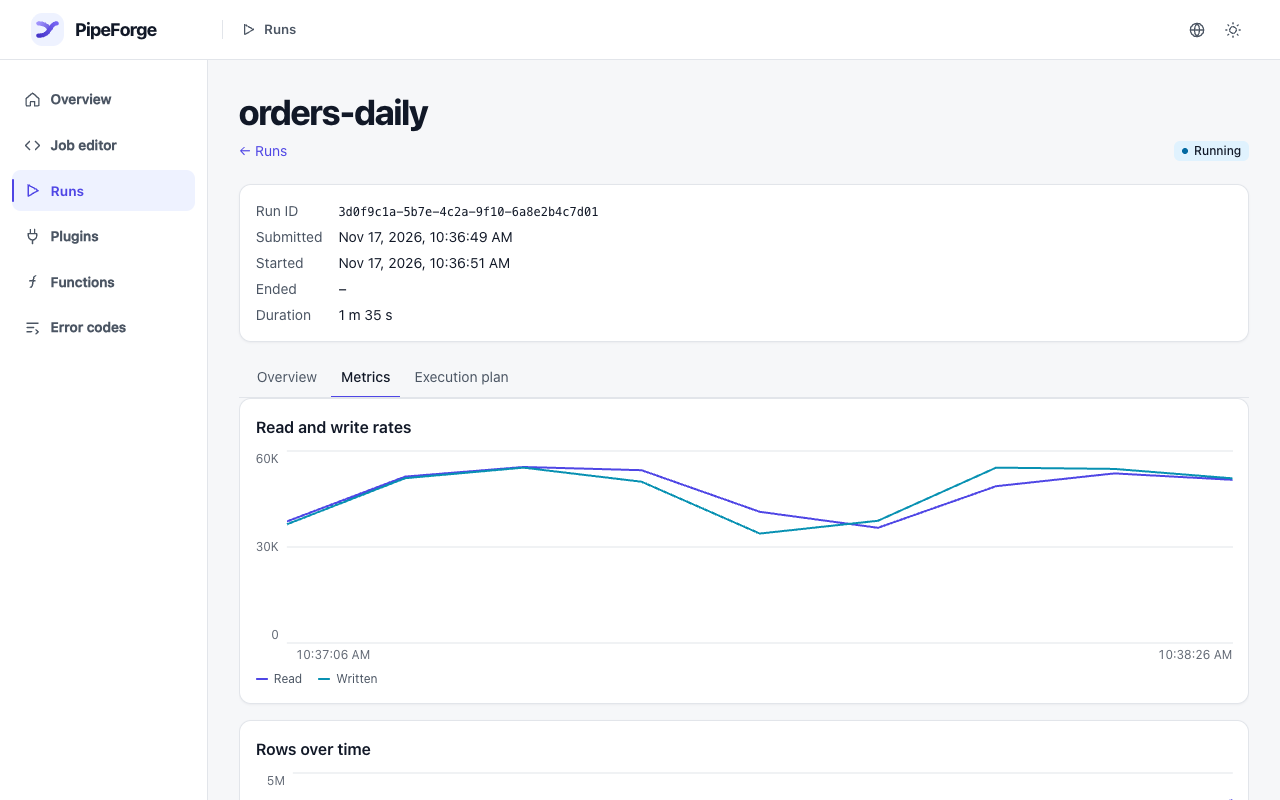 PipeForge
Runs
Overview
Job editor
Runs
Plugins
Functions
Error codes
orders-daily
← Runs
Running
Run ID 3d0f9c1a-5b7e-4c2a-9f10-6a8e2b4c7d01
Submitted Nov 17, 2026, 10:36:49 AM
Started Nov 17, 2026, 10:36:51 AM
Ended –
Duration 1 m 35 s
Overview Metrics Execution plan
Read and write rates
60K
30K
0
10:37:06 AM 10:38:26 AM
Read Written
Rows over time
5M